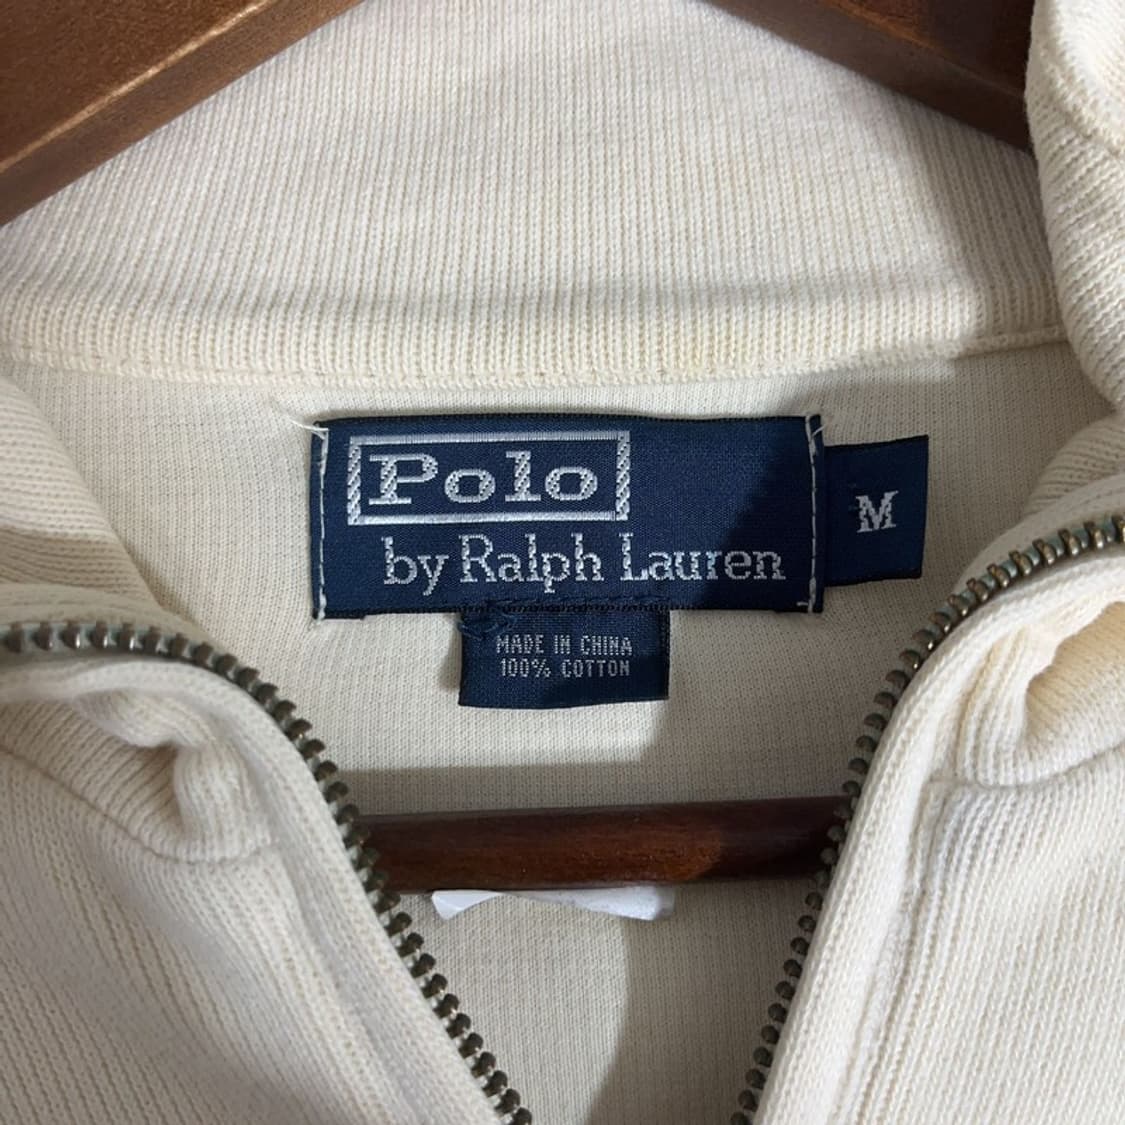 Polo
by Ralph Lauren
M
MADE IN CHINA
100% COTTON